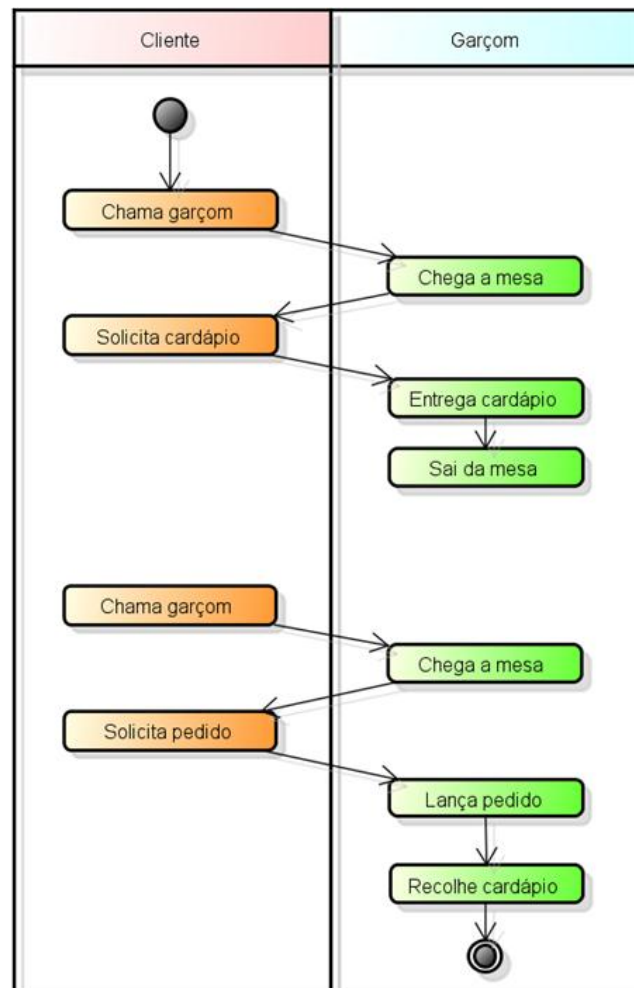 Cliente
Garçom
Chama garçom
Chega a mesa
Solicita cardápio
Entrega cardápio
Sai da mesa
Chama garçom
Chega a mesa
Solicita pedido
Lança pedido
Recolhe cardápio